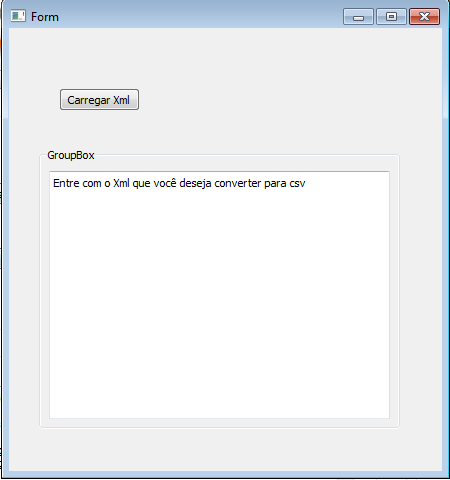 Form
Carregar Xml
GroupBox
Entre com o Xml que você deseja converter para csv